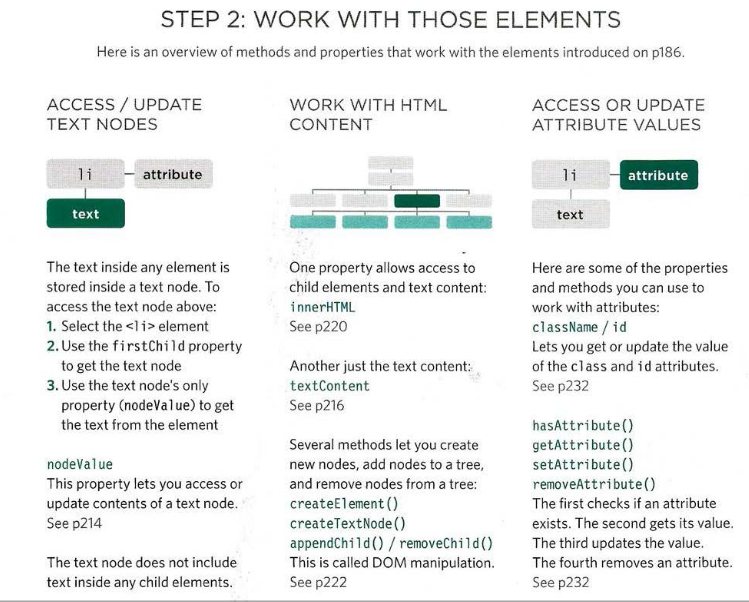 STEP 2: WORK WITH THOSE ELEMENTS
Here is an overview of methods and properties that work with the elements introduced on p186.
ACCESS / UPDATE
TEXT NODES
li
attribute
text
The text inside any element is
stored inside a text node. To
access the text node above:
1. Select the <li> element
2. Use the firstChild property
to get the text node
3. Use the text node's only
property (nodeValue) to get
the text from the element
nodeValue
This property lets you access or
update contents of a text node.
See p214
The text node does not include
text inside any child elements.
WORK WITH HTML
CONTENT
One property allows access to
child elements and text content:
innerHTML
See p220
Another just the text content:
textContent
See p216
Several methods let you create
new nodes, add nodes to a tree,
and remove nodes from a tree:
createElement()
createTextNode()
appendChild() / removeChild()
This is called DOM manipulation.
See p222
ACCESS OR UPDATE
ATTRIBUTE VALUES
li
attribute
text
Here are some of the properties
and methods you can use to
work with attributes:
className / id
Lets you get or update the value
of the class and id attributes.
See p232
hasAttribute()
getAttribute()
setAttribute()
removeAttribute()
The first checks if an attribute
exists. The second gets its value.
The third updates the value.
The fourth removes an attribute.
See p232